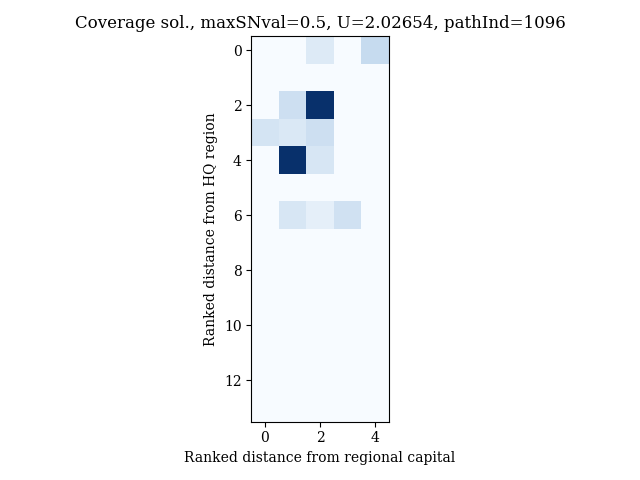 Coverage sol., maxSNval=0.5, U=2.02654, pathInd=1096
0
2
4
6
8
10
12
Ranked distance from HQ region
0 2 4
Ranked distance from regional capital